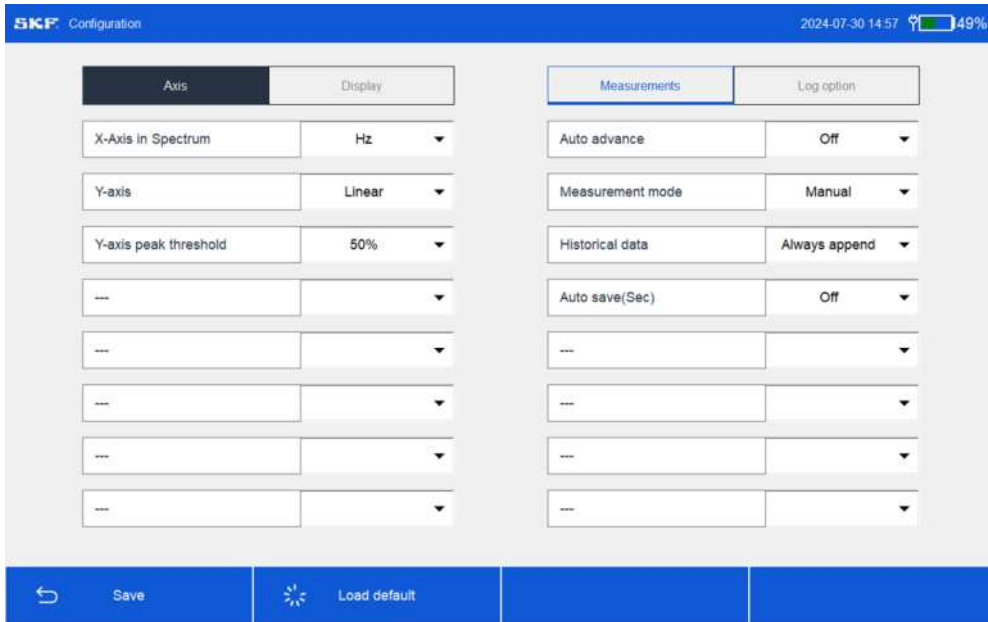 SKF. Configuration 2024-07-30 14:57 49%
Axis Display
X-Axis in Spectrum Hz
Y-axis Linear
Y-axis peak threshold 50%
---
---
---
---
---
Measurements Log option
Auto advance Off
Measurement mode Manual
Historical data Always append
Auto save(Sec) Off
---
---
---
---
Save Load default